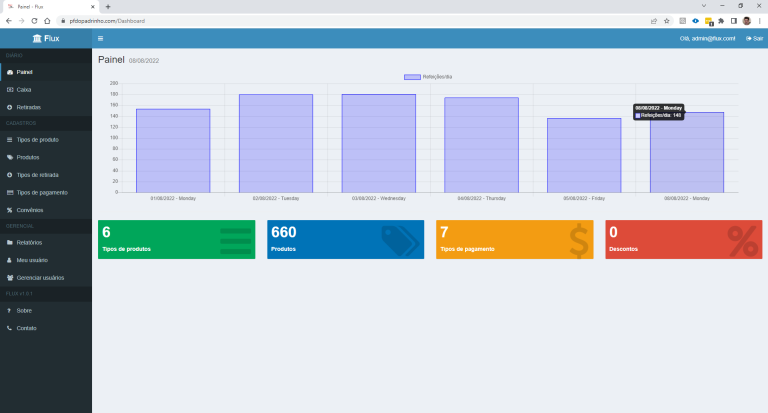 Painel - Flux
pfdopadrinho.com/Dashboard
Flux
Olá, admin@flux.com!
Sair
DIÁRIO
Painel
Caixa
Retiradas
CADASTROS
Tipos de produto
Produtos
Tipos de retirada
Tipos de pagamento
Convênios
GERENCIAL
Relatórios
Meu usuário
Gerenciar usuários
FLUX v1.0.1
Sobre
Contato
Painel 08/08/2022
Refeições/dia
200
180
160
140
120
100
80
60
40
20
0
08/08/2022 - Monday
Refeições/dia: 148
01/08/2022 - Monday
02/08/2022 - Tuesday
03/08/2022 - Wednesday
04/08/2022 - Thursday
05/08/2022 - Friday
08/08/2022 - Monday
6
Tipos de produtos
660
Produtos
7
Tipos de pagamento
0
Descontos